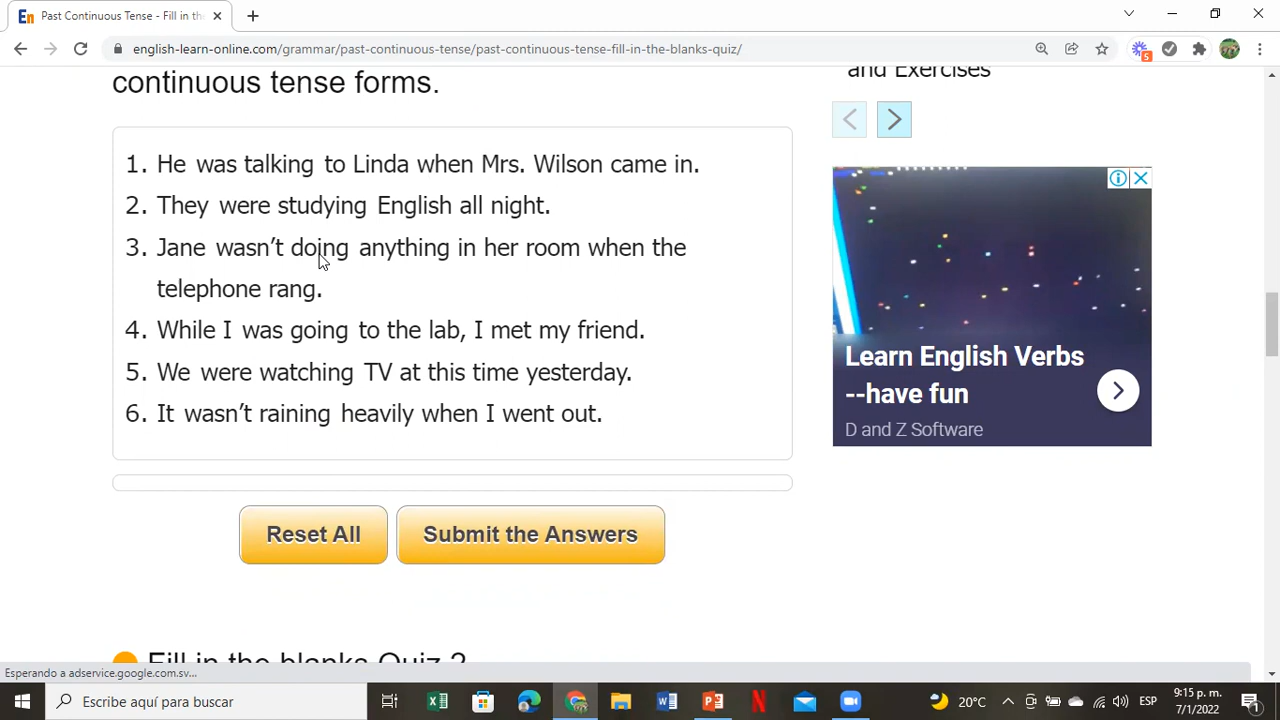 Past Continuous Tense - Fill in the
english-learn-online.com/grammar/past-continuous-tense/past-continuous-tense-fill-in-the-blanks-quiz/
5
continuous tense forms.
and Exercises
1. He was talking to Linda when Mrs. Wilson came in.
2. They were studying English all night.
3. Jane wasn't doing anything in her room when the
telephone rang.
4. While I was going to the lab, I met my friend.
5. We were watching TV at this time yesterday.
6. It wasn't raining heavily when I went out.
Learn English Verbs
--have fun
D and Z Software
Reset All
Submit the Answers
Fill in the blanks Quiz 2
Esperando a adservice.google.com.sv...
Escribe aquí para buscar
20°C
ESP
9:15 p. m.
7/1/2022
1